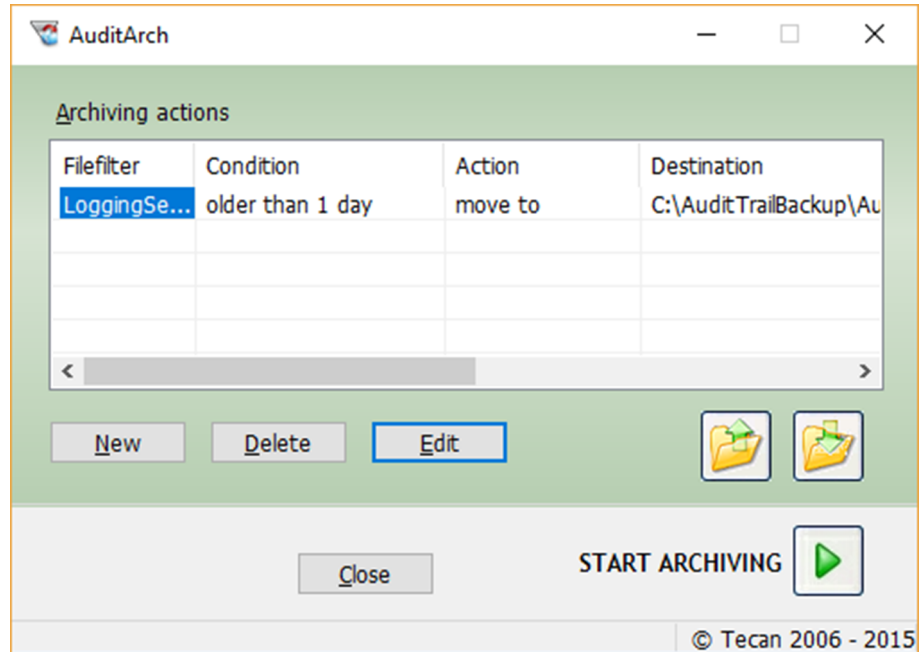 AuditArch
Archiving actions
Filefilter Condition Action Destination
LoggingSe... older than 1 day move to C:\AuditTrailBackup\Au
New Delete Edit
START ARCHIVING
Close
© Tecan 2006 - 2015